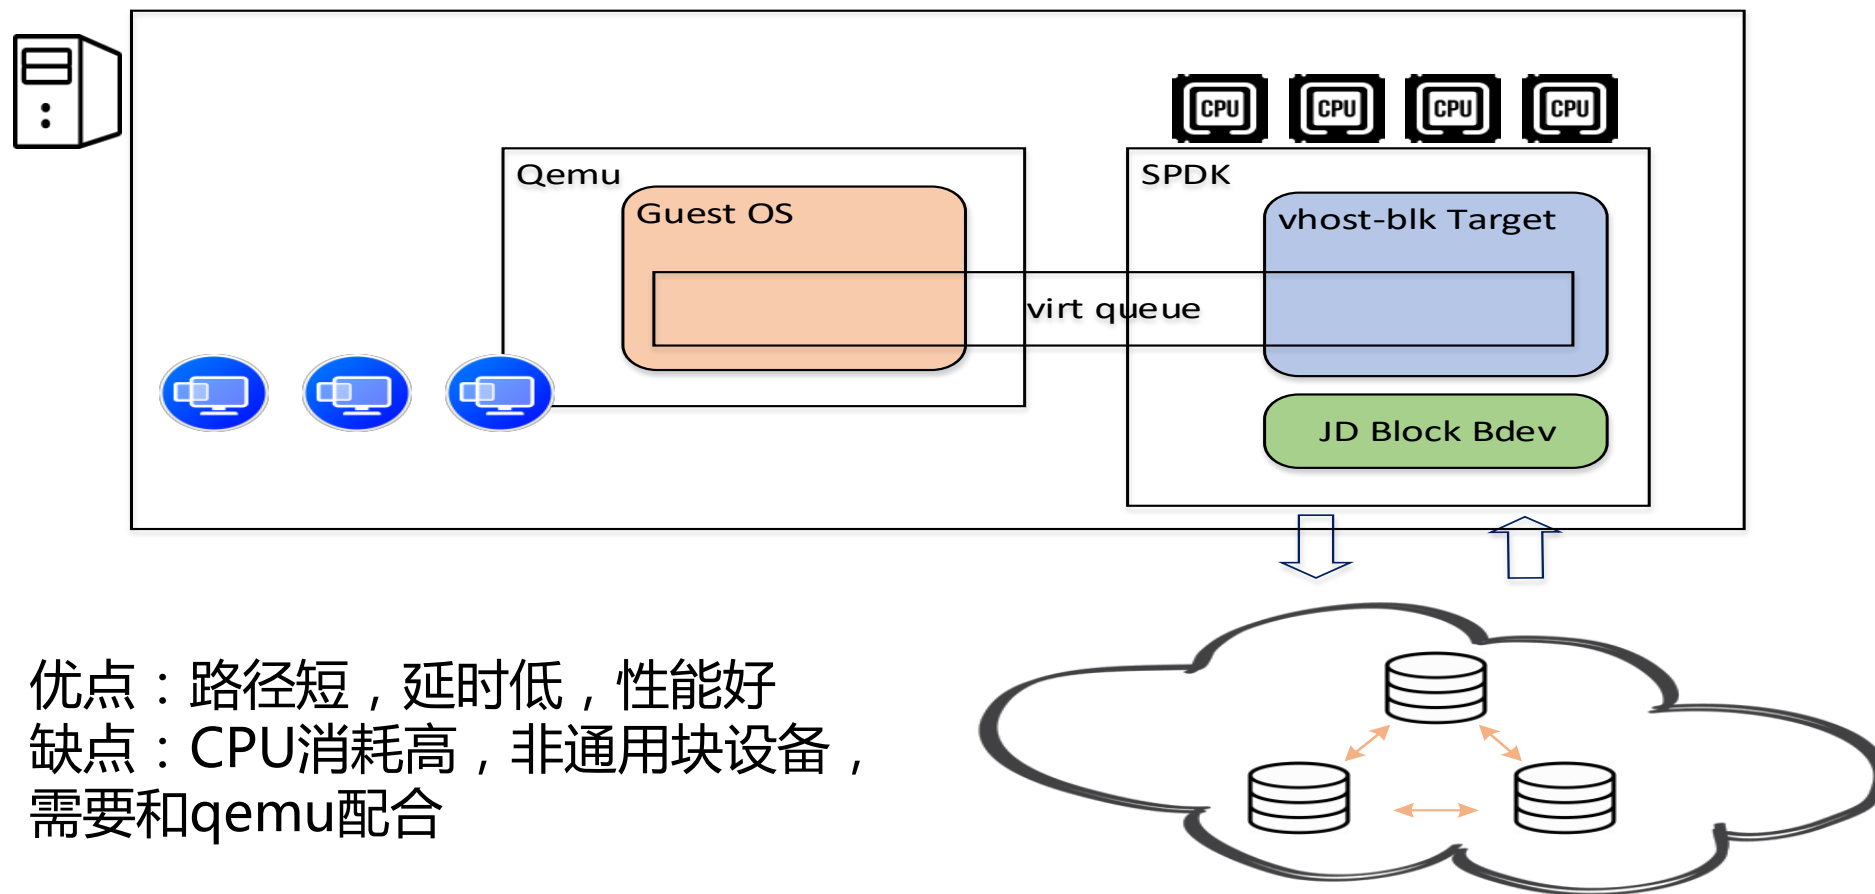 CPU CPU CPU CPU
Qemu
SPDK
Guest OS
vhost-blk Target
virt queue
JD Block Bdev
优点：路径短，延时低，性能好
缺点：CPU消耗高，非通用块设备，
需要和qemu配合